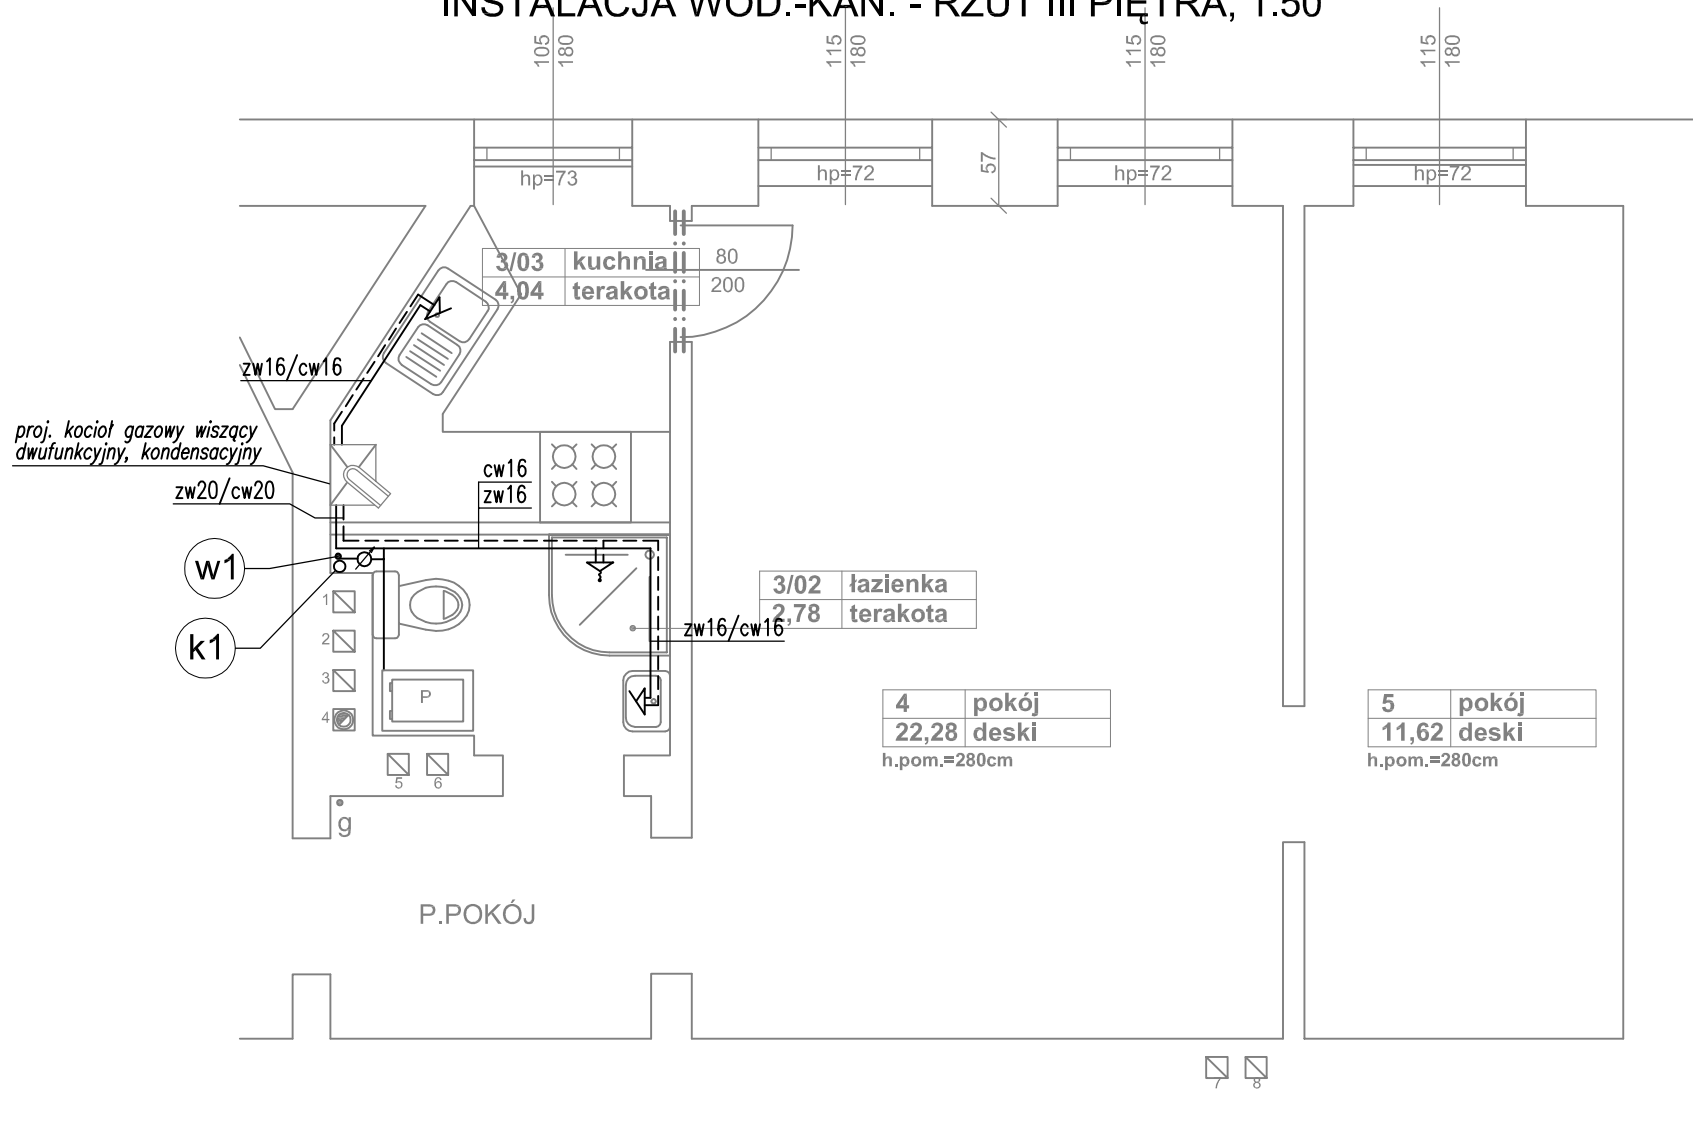 INSTALACJA WOD.-KAN. - RZUT III PIĘTRA, 1:50
105
180
115
180
115
180
115
180
hp=73
hp=72
57
hp=72
hp=72
3/03 kuchnia
4,04 terakota
80
200
zw16/cw16
proj. kocioł gazowy wiszący
dwufunkcyjny, kondensacyjny
zw20/cw20
cw16
zw16
w1
k1
1
2
3
4
P
5
6
g
3/02 łazienka
2,78 terakota
zw16/cw16
4 pokój
22,28 deski
h.pom.=280cm
5 pokój
11,62 deski
h.pom.=280cm
P.POKÓJ
7
8